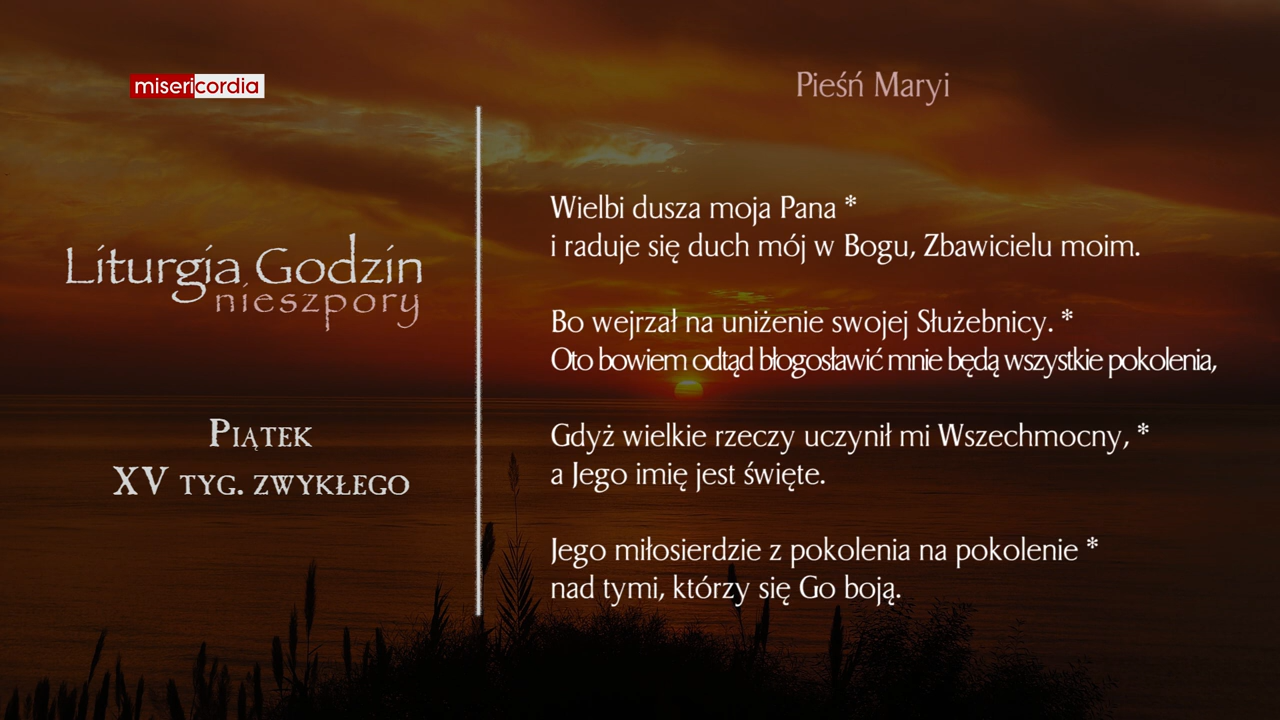 misericordia
Liturgia Godzin
nieszpory
Piątek
XV tyg. zwykłego
Pieśń Maryi
Wielbi dusza moja Pana *
i raduje się duch mój w Bogu, Zbawicielu moim.
Bo wejrzał na uniżenie swojej Służebnicy. *
Oto bowiem odtąd błogosławić mnie będą wszystkie pokolenia,
Gdyż wielkie rzeczy uczynił mi Wszechmocny, *
a Jego imię jest święte.
Jego miłosierdzie z pokolenia na pokolenie *
nad tymi, którzy się Go boją.